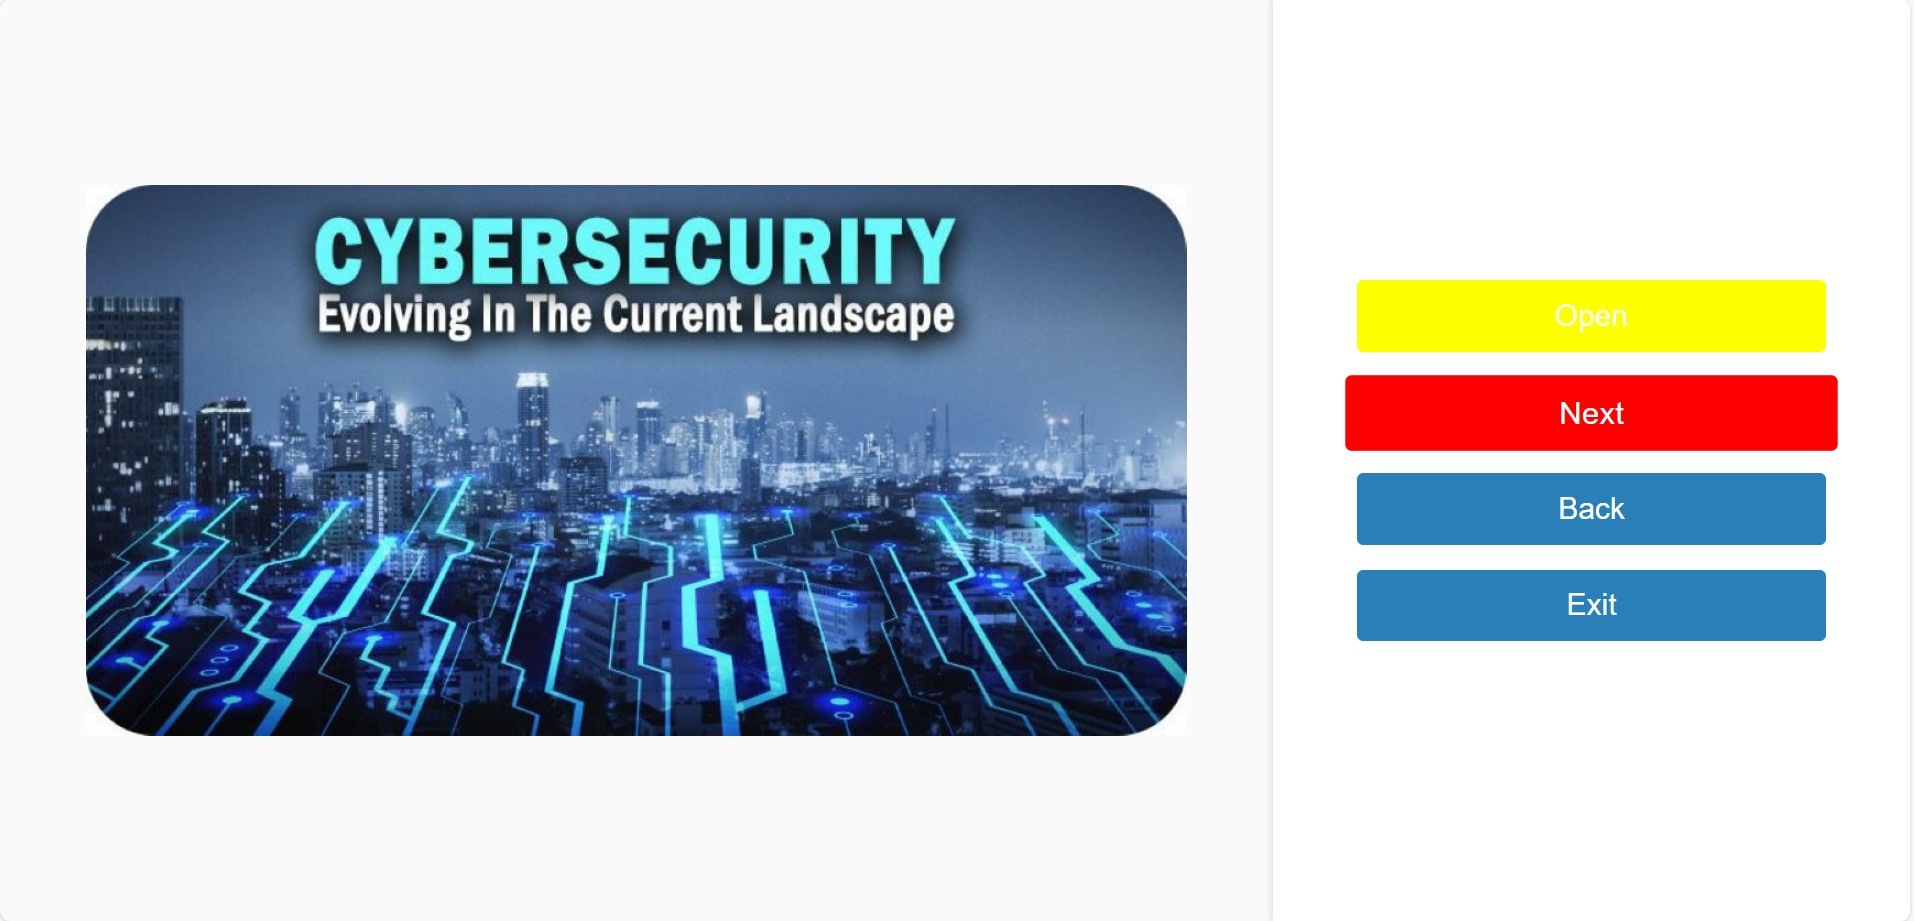 CYBERSECURITY
Evolving In The Current Landscape
Open
Next
Back
Exit